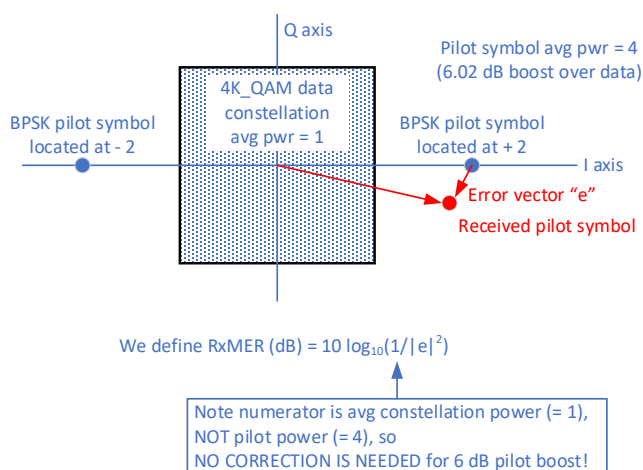 Q axis
Pilot symbol avg pwr = 4
(6.02 dB boost over data)
4K_QAM data
constellation
avg pwr = 1
BPSK pilot symbol
located at - 2
BPSK pilot symbol
located at + 2
I axis
Error vector “e”
Received pilot symbol
We define RxMER (dB) = 10 log₁₀(1/|e|²)
Note numerator is avg constellation power (= 1),
NOT pilot power (= 4), so
NO CORRECTION IS NEEDED for 6 dB pilot boost!